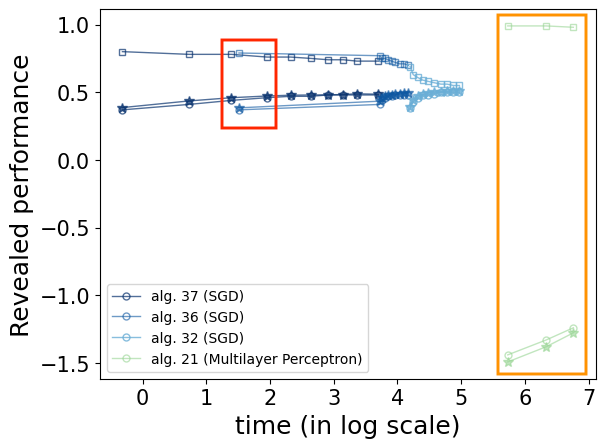 Revealed performance
1.0
0.5
0.0
−0.5
−1.0
−1.5
alg. 37 (SGD)
alg. 36 (SGD)
alg. 32 (SGD)
alg. 21 (Multilayer Perceptron)
0 1 2 3 4 5 6 7
time (in log scale)